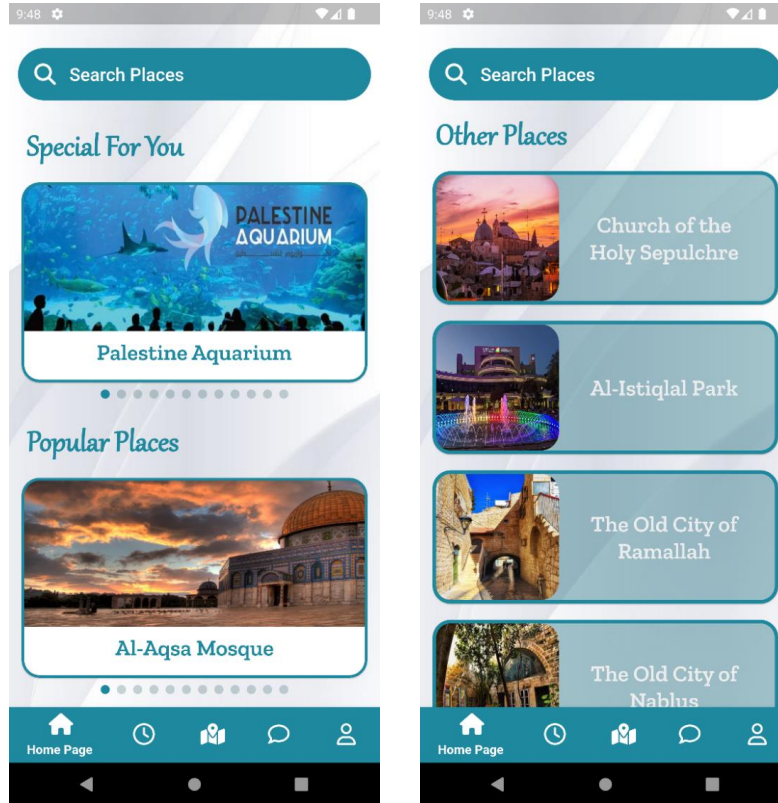 9:48
Search Places
Special For You
PALESTINE
AQUARIUM
Palestine Aquarium
Popular Places
Al-Aqsa Mosque
Home Page
9:48
Search Places
Other Places
Church of the
Holy Sepulchre
Al-Istiqlal Park
The Old City of
Ramallah
The Old City of
Nablus
Home Page